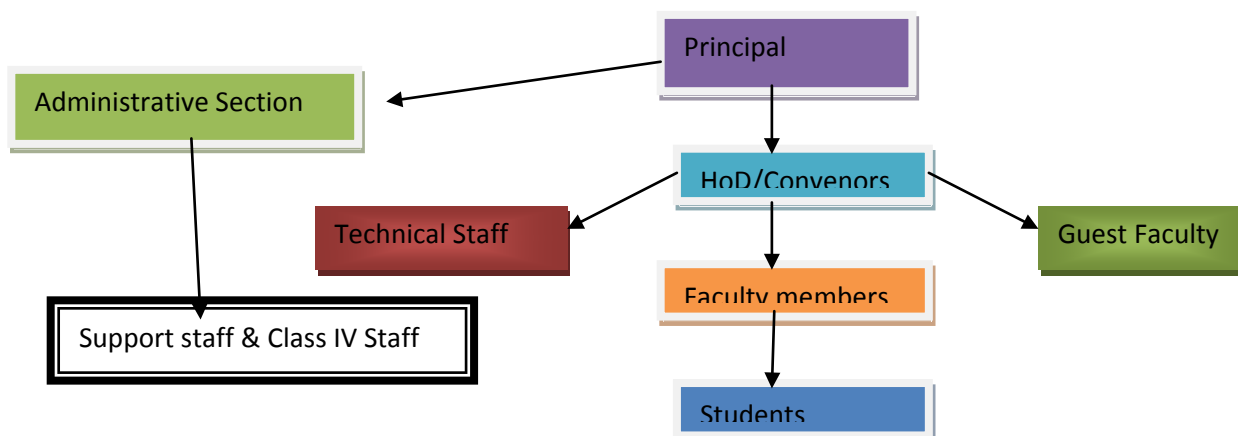 Principal
Administrative Section
HoD/Convenors
Technical Staff
Guest Faculty
Faculty members
Support staff & Class IV Staff
Students